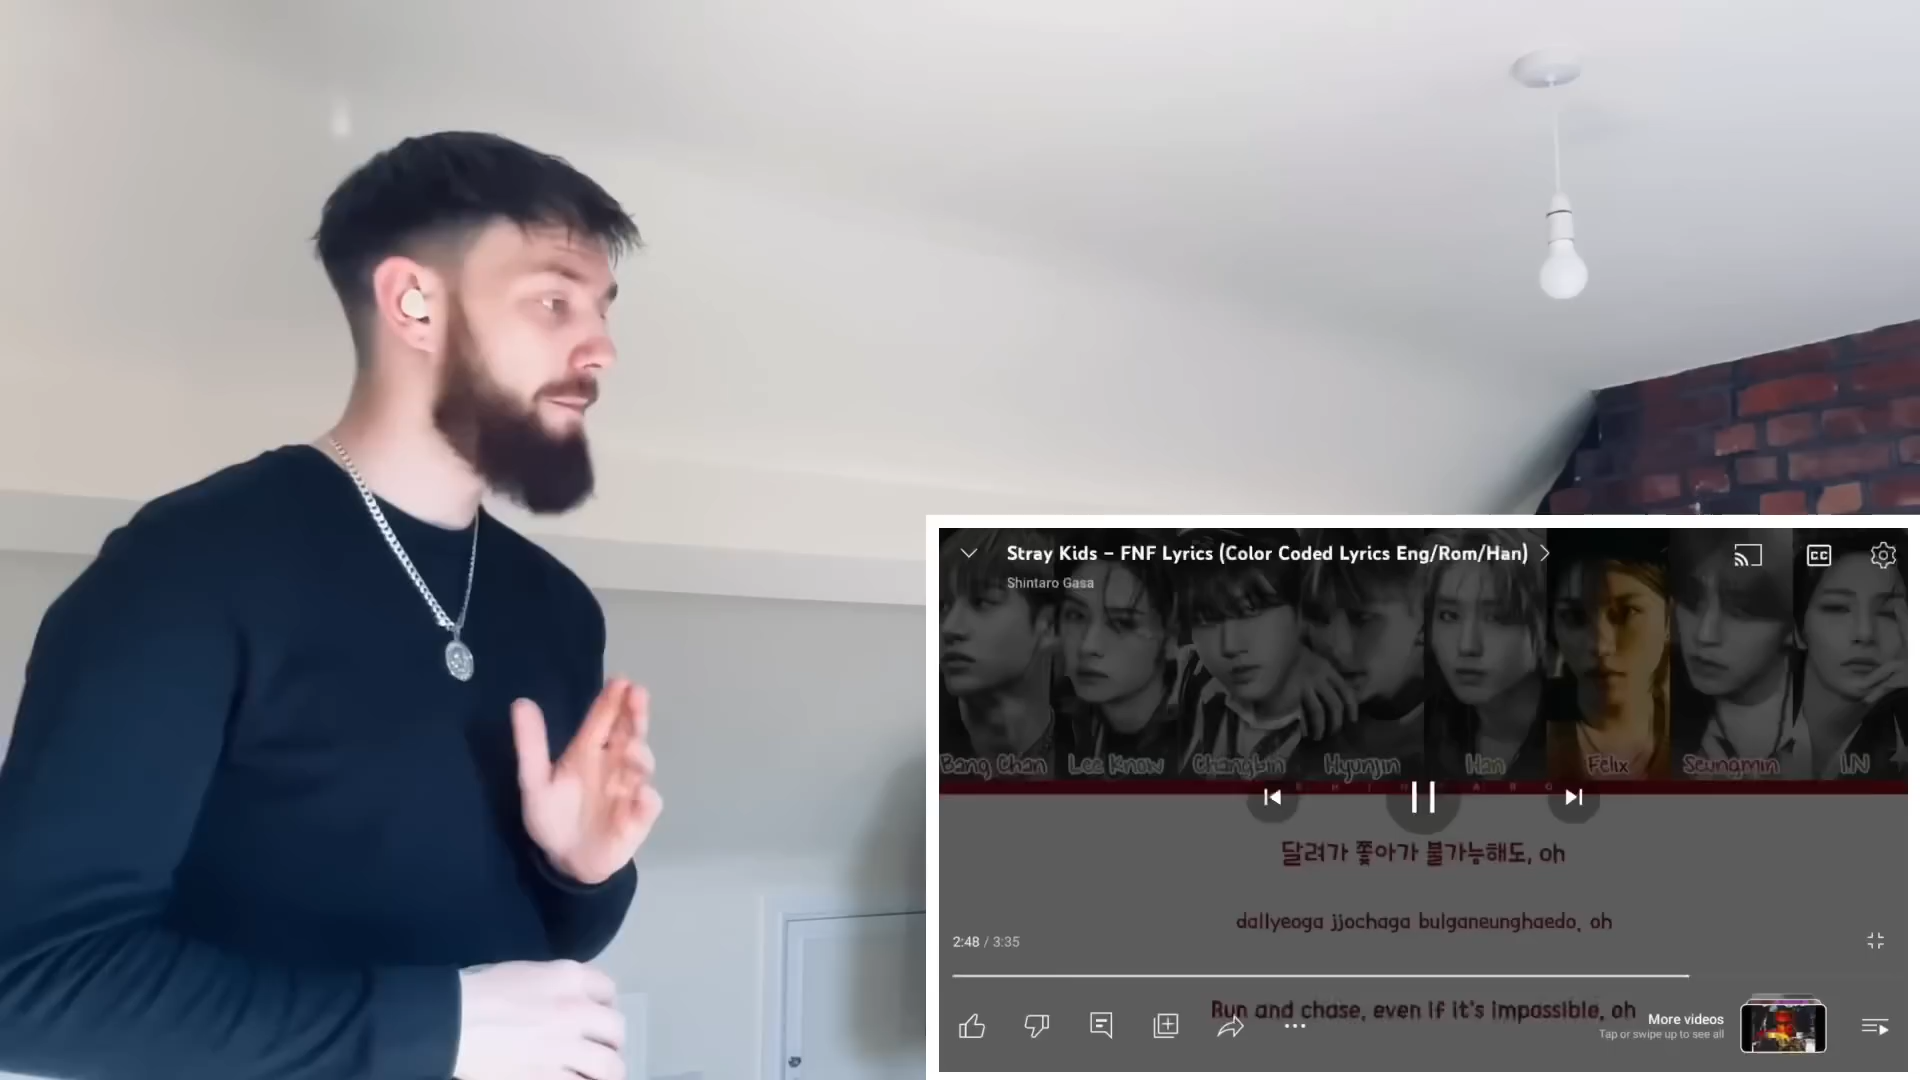 Stray Kids – FNF Lyrics (Color Coded Lyrics Eng/Rom/Han)
Shintaro Gasa
CC
Bang Chan Lee Know Changbin Hyunjin Han Felix Seungmin I.N
달려가 쫓아가 불가능해도, oh
dallyeoga jjochaga bulganeunghaedo, oh
2:48 / 3:35
Run and chase, even if it's impossible, oh
More videos
Tap or swipe up to see all